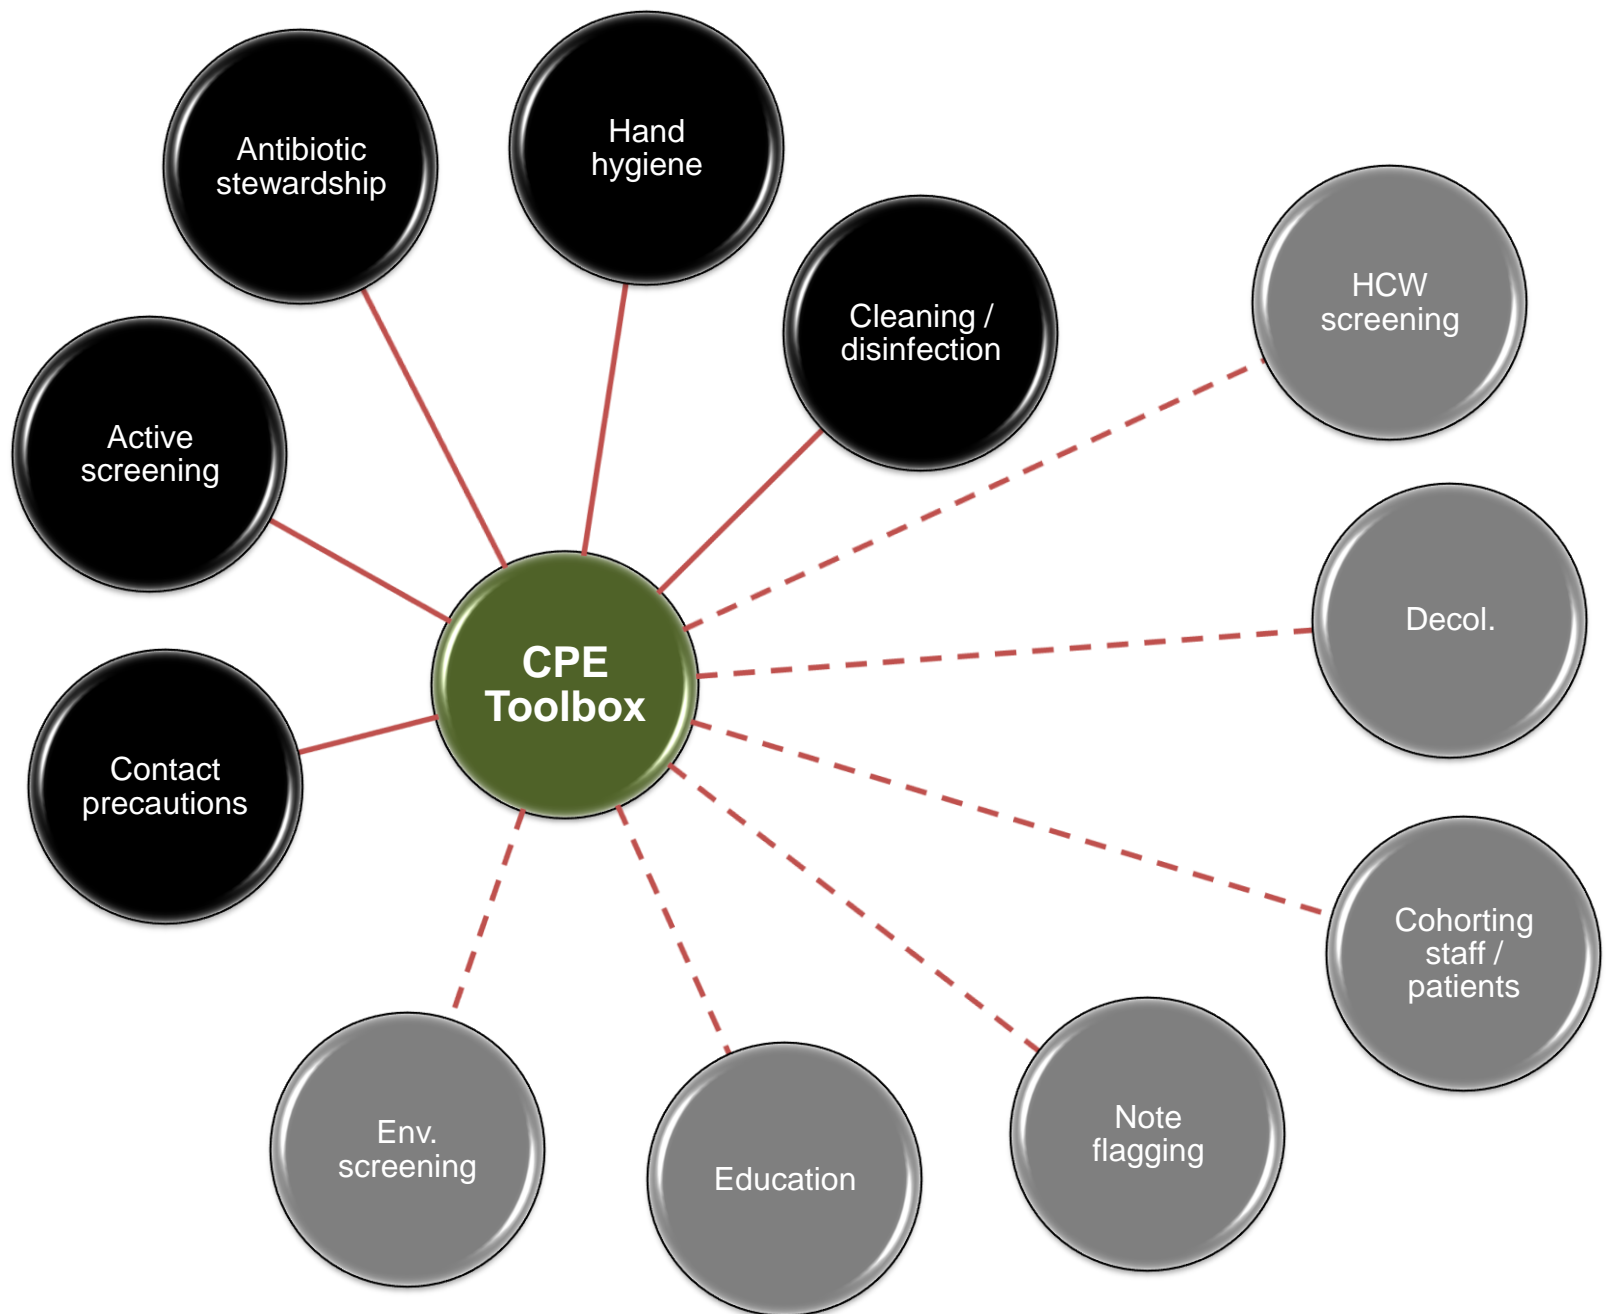 Antibiotic
stewardship
Hand
hygiene
Cleaning /
disinfection
HCW
screening
Active
screening
Decol.
CPE
Toolbox
Contact
precautions
Cohorting
staff /
patients
Note
flagging
Env.
screening
Education